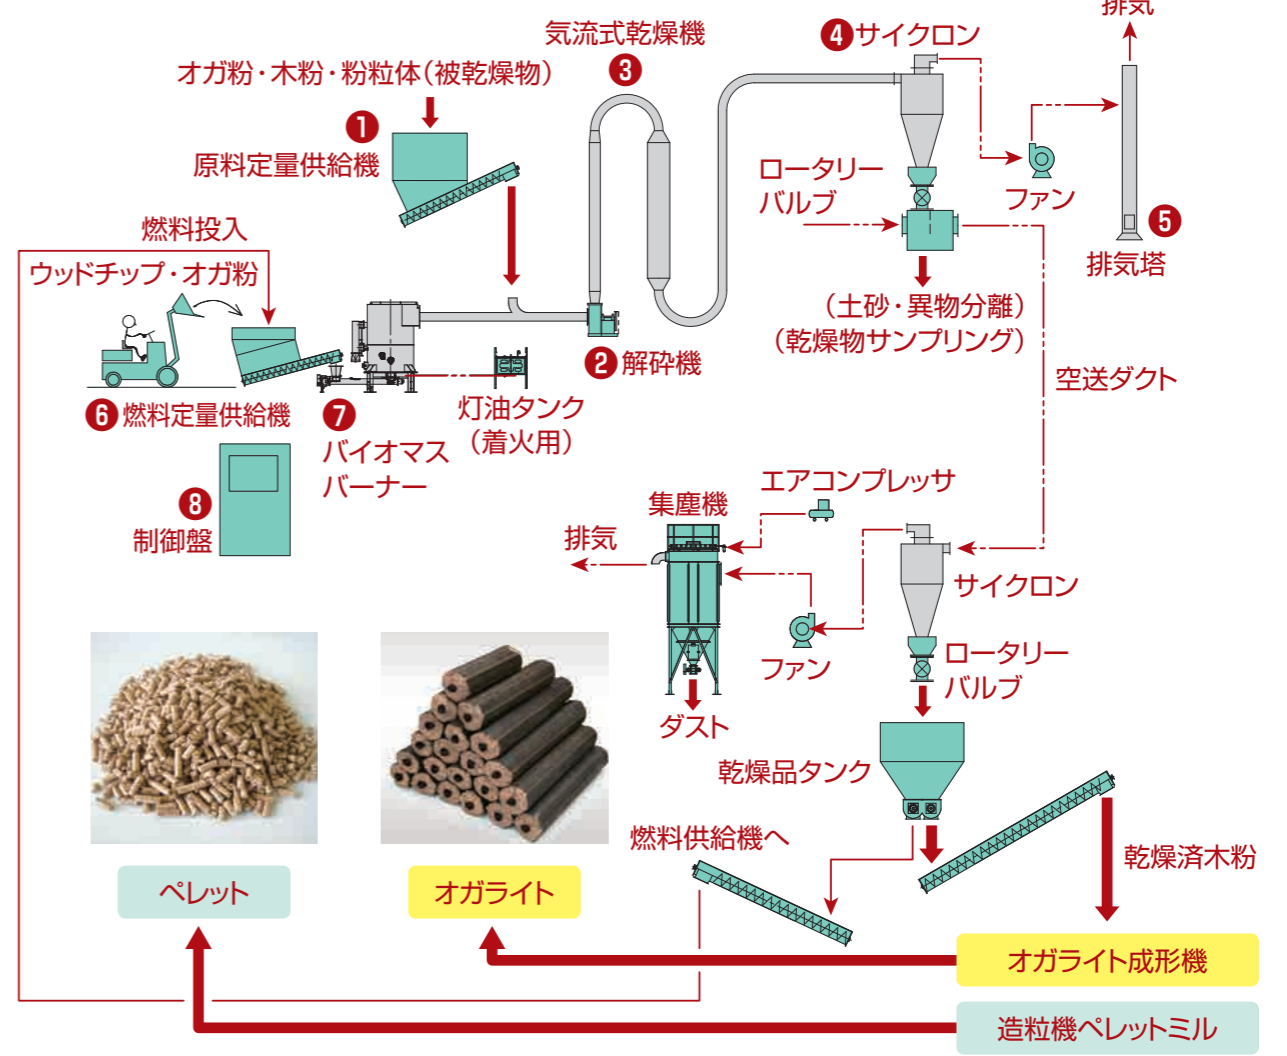 排気
気流式乾燥機
❸
❹サイクロン
オガ粉・木粉・粉粒体(被乾燥物)
❶
原料定量供給機
ロータリー
バルブ
ファン
❺
排気塔
燃料投入
ウッドチップ・オガ粉
(土砂・異物分離)
(乾燥物サンプリング)
❷解砕機
空送ダクト
❻燃料定量供給機
❼
バイオマス
バーナー
灯油タンク
(着火用)
❽
制御盤
エアコンプレッサ
集塵機
排気
サイクロン
ファン
ロータリー
バルブ
ダスト
乾燥品タンク
燃料供給機へ
乾燥済木粉
ペレット
オガライト
オガライト成形機
造粒機ペレットミル